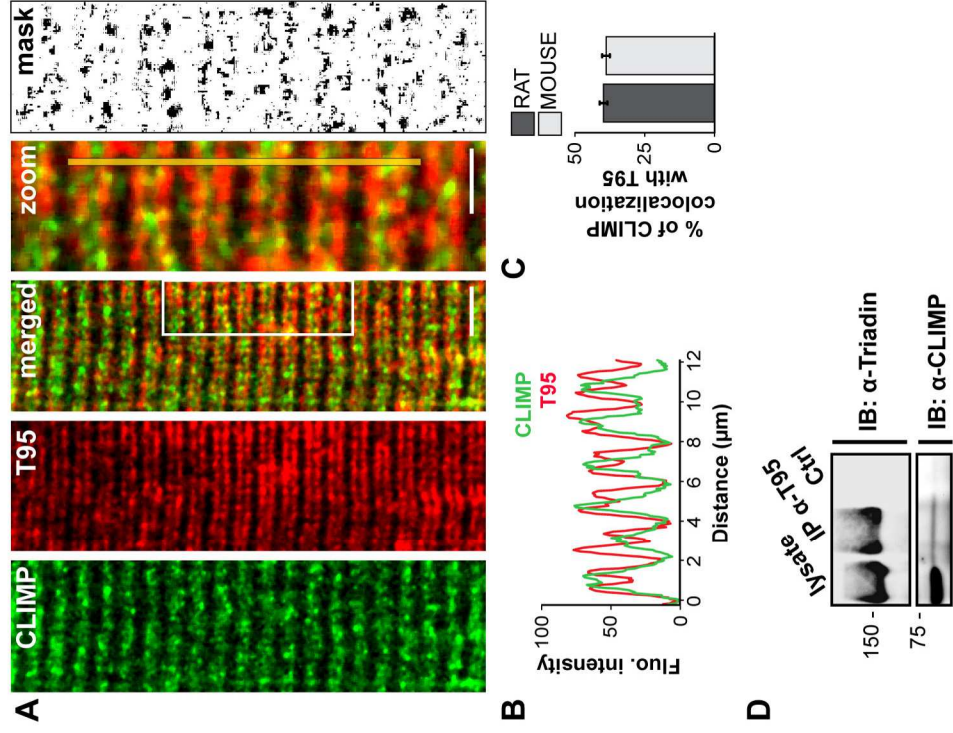 A
CLIMP
T95
merged
zoom
mask
B
Fluo. intensity
100
50
0
CLIMP
T95
0 2 4 6 8 10 12
Distance (µm)
C
% of CLIMP
colocalization
with T95
50
25
0
RAT
MOUSE
D
lysate
IP α-T95
Ctrl
150 -
75 -
IB: α-Triadin
IB: α-CLIMP